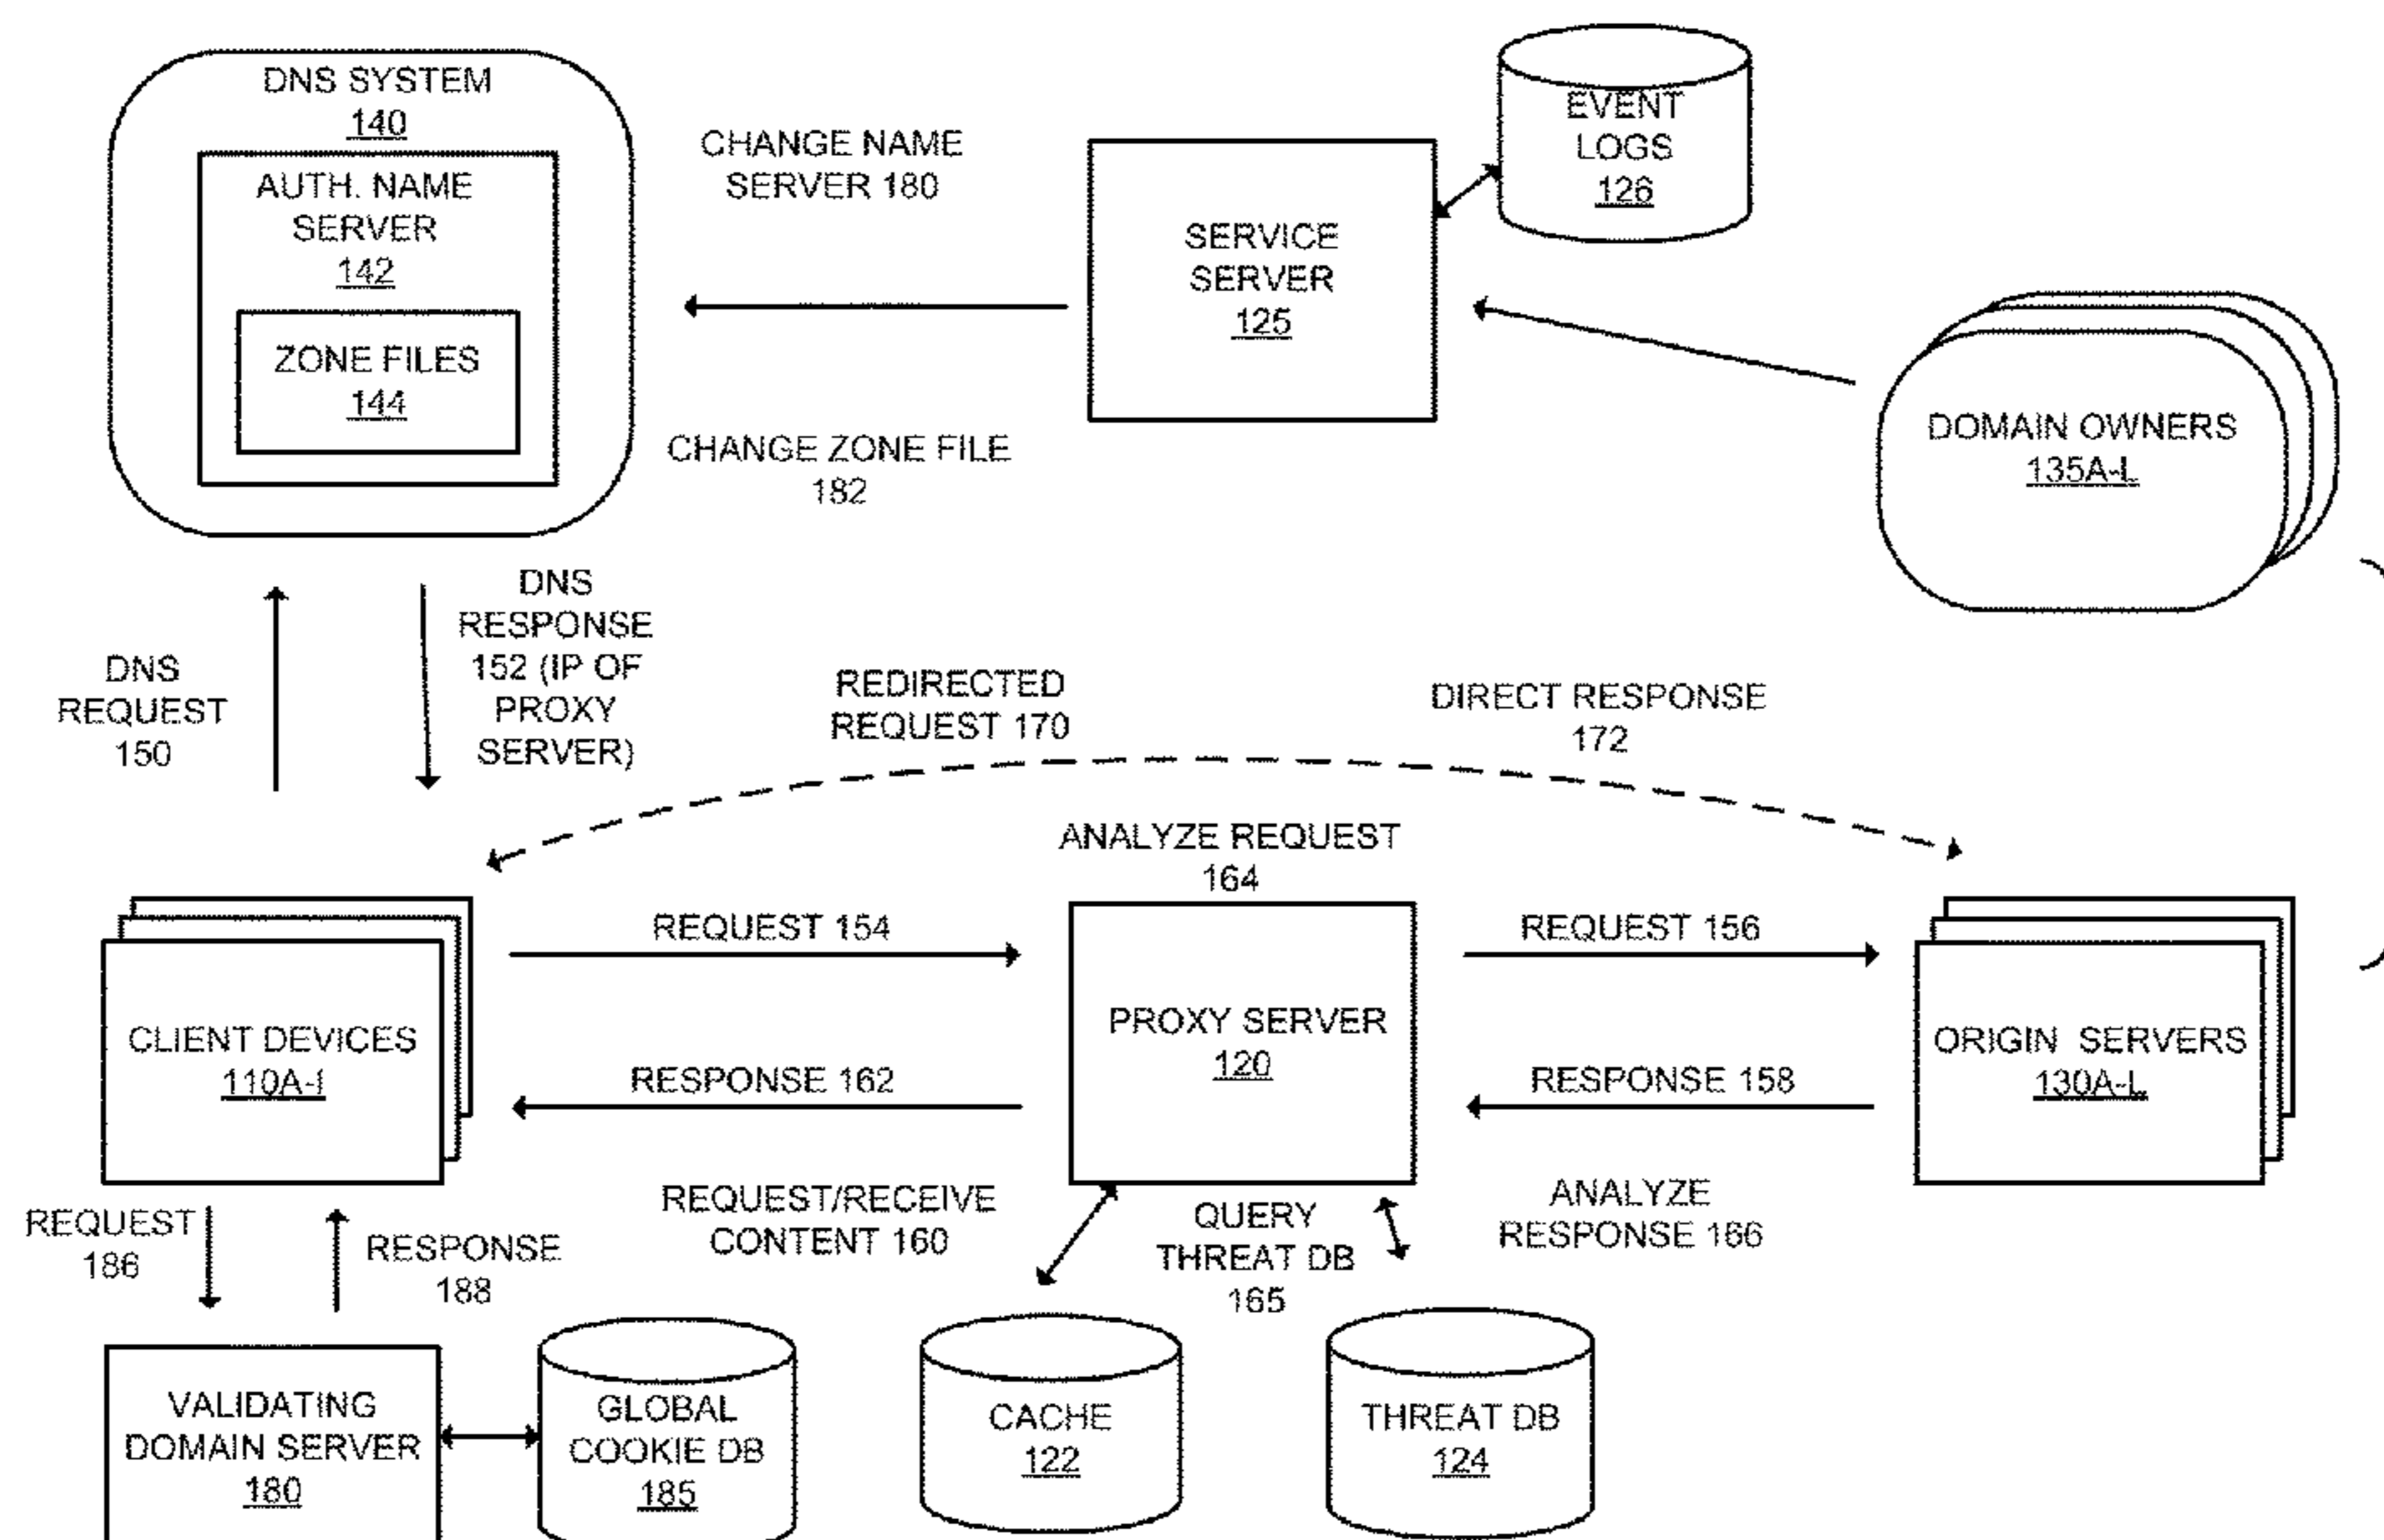 DNS SYSTEM
140
AUTH. NAME
SERVER
142
ZONE FILES
144
CHANGE NAME
SERVER 180
CHANGE ZONE FILE
182
SERVICE
SERVER
125
EVENT
LOGS
126
DOMAIN OWNERS
135A-L
DNS
REQUEST
150
DNS
RESPONSE
152 (IP OF
PROXY
SERVER)
REDIRECTED
REQUEST 170
DIRECT RESPONSE
172
ANALYZE REQUEST
164
CLIENT DEVICES
110A-I
REQUEST 154
RESPONSE 162
PROXY SERVER
120
REQUEST 156
RESPONSE 158
ORIGIN SERVERS
130A-L
REQUEST
186
RESPONSE
188
REQUEST/RECEIVE
CONTENT 160
QUERY
THREAT DB
165
ANALYZE
RESPONSE 166
VALIDATING
DOMAIN SERVER
180
GLOBAL
COOKIE DB
185
CACHE
122
THREAT DB
124